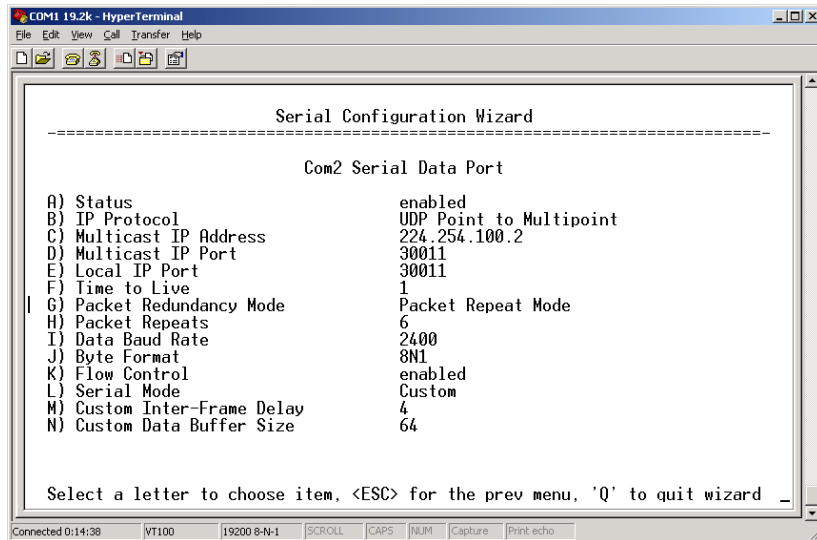 COM1 19.2k - HyperTerminal
File Edit View Call Transfer Help
Serial Configuration Wizard
-==========================================================================-
Com2 Serial Data Port
A) Status enabled
B) IP Protocol UDP Point to Multipoint
C) Multicast IP Address 224.254.100.2
D) Multicast IP Port 30011
E) Local IP Port 30011
F) Time to Live 1
G) Packet Redundancy Mode Packet Repeat Mode
H) Packet Repeats 6
I) Data Baud Rate 2400
J) Byte Format 8N1
K) Flow Control enabled
L) Serial Mode Custom
M) Custom Inter-Frame Delay 4
N) Custom Data Buffer Size 64
Select a letter to choose item, <ESC> for the prev menu, 'Q' to quit wizard _
Connected 0:14:38 VT100 19200 8-N-1 SCROLL CAPS NUM Capture Print echo